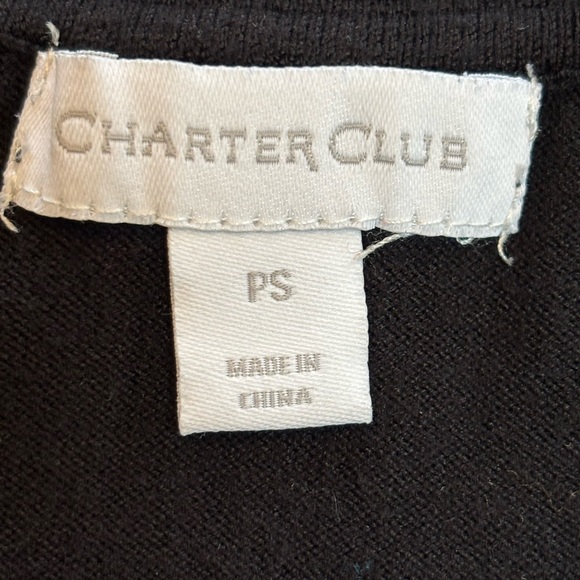 CHARTER CLUB
PS
MADE IN
CHINA